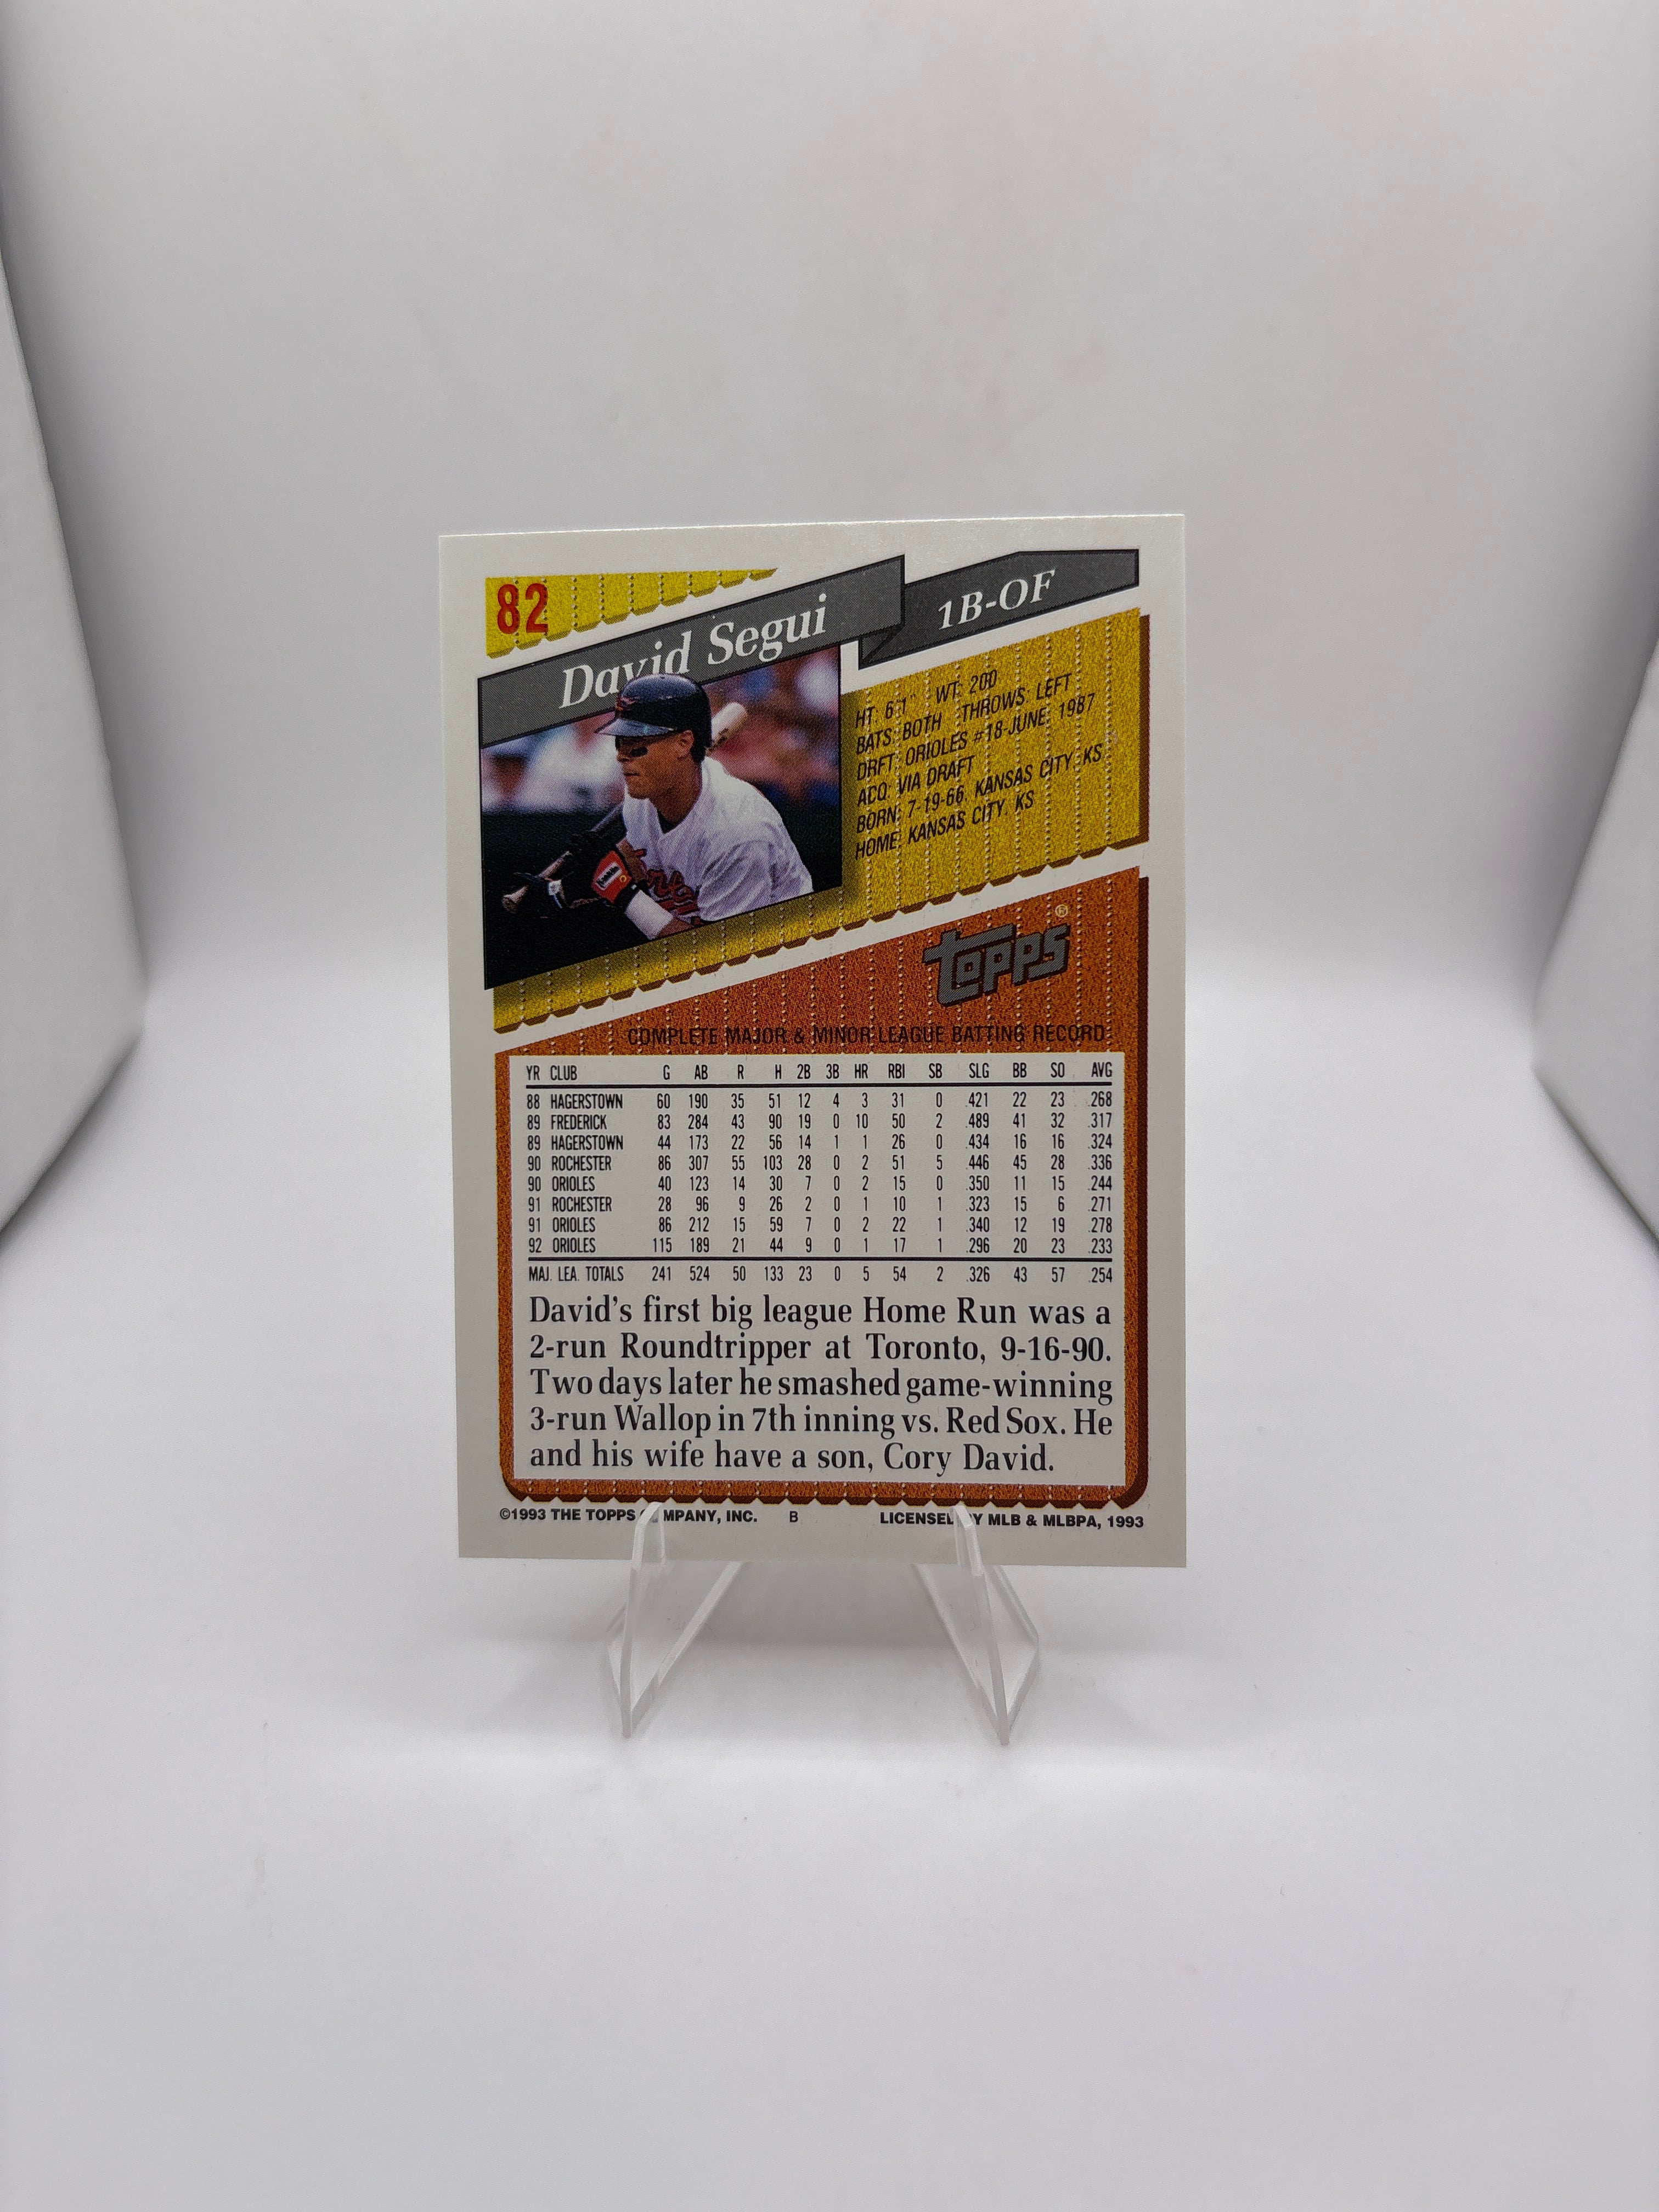 82
David Segui
1B-OF
HT: 6'1" WT: 200
BATS: BOTH THROWS: LEFT
DRFT: ORIOLES #18-JUNE, 1987
ACQ: VIA DRAFT
BORN: 7-19-66, KANSAS CITY, KS
HOME: KANSAS CITY, KS
topps®
COMPLETE MAJOR & MINOR LEAGUE BATTING RECORD
YR CLUB G AB R H 2B 3B HR RBI SB SLG BB SO AVG
88 HAGERSTOWN 60 190 35 51 12 4 3 31 0 .421 22 23 .268
89 FREDERICK 83 284 43 90 19 0 10 50 2 .489 41 32 .317
89 HAGERSTOWN 44 173 22 56 14 1 1 26 0 .434 16 16 .324
90 ROCHESTER 86 307 55 103 28 0 2 51 5 .446 45 28 .336
90 ORIOLES 40 123 14 30 7 0 2 15 0 .350 11 15 .244
91 ROCHESTER 28 96 9 26 2 0 1 10 1 .323 15 6 .271
91 ORIOLES 86 212 15 59 7 0 2 22 1 .340 12 19 .278
92 ORIOLES 115 189 21 44 9 0 1 17 1 .296 20 23 .233
MAJ. LEA. TOTALS 241 524 50 133 23 0 5 54 2 .326 43 57 .254
David's first big league Home Run was a
2-run Roundtripper at Toronto, 9-16-90.
Two days later he smashed game-winning
3-run Wallop in 7th inning vs. Red Sox. He
and his wife have a son, Cory David.
©1993 THE TOPPS COMPANY, INC. B LICENSED BY MLB & MLBPA, 1993